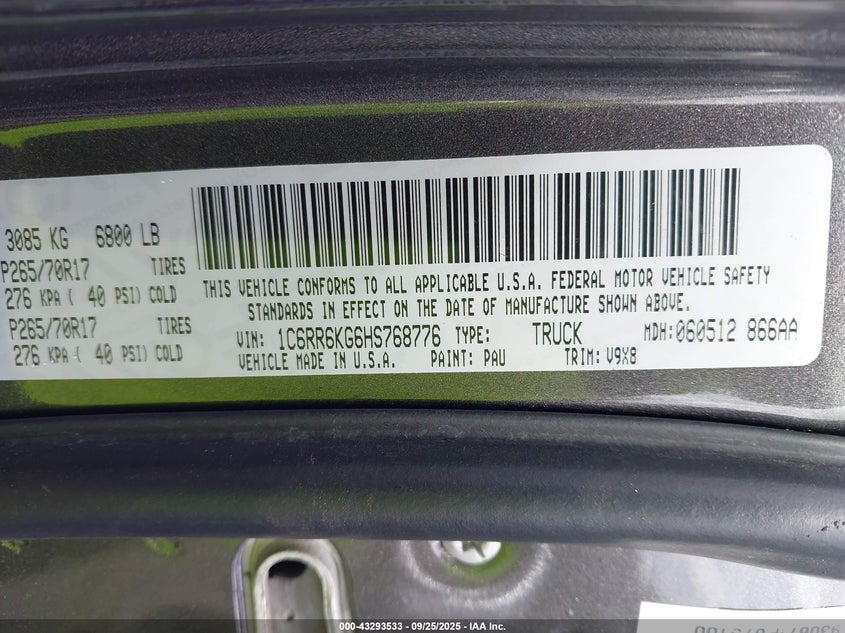 3085 KG 6800 LB
P265/70R17 TIRES
276 KPA ( 40 PSI) COLD
P265/70R17 TIRES
276 KPA ( 40 PSI) COLD
THIS VEHICLE CONFORMS TO ALL APPLICABLE U.S.A. FEDERAL MOTOR VEHICLE SAFETY
STANDARDS IN EFFECT ON THE DATE OF MANUFACTURE SHOWN ABOVE.
VIN: 1C6RR6KG6HS768776 TYPE: TRUCK MDH:060512 866AA
VEHICLE MADE IN U.S.A. PAINT: PAU TRIM: V9X8
000-43293533 - 09/25/2025 - IAA Inc.